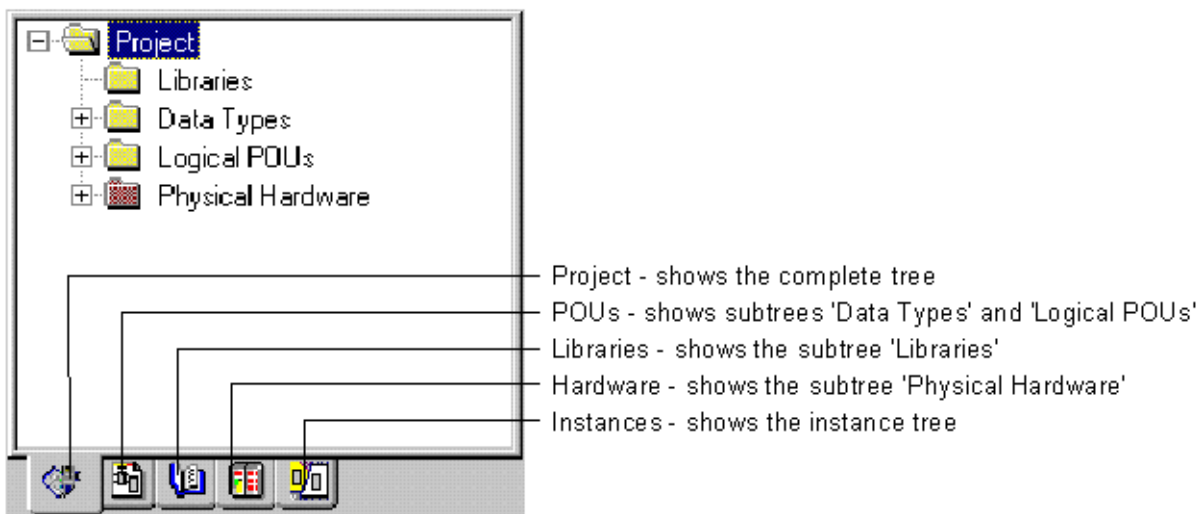 Project
Libraries
Data Types
Logical POUs
Physical Hardware
Project - shows the complete tree
POUs - shows subtrees 'Data Types' and 'Logical POUs'
Libraries - shows the subtree 'Libraries'
Hardware - shows the subtree 'Physical Hardware'
Instances - shows the instance tree